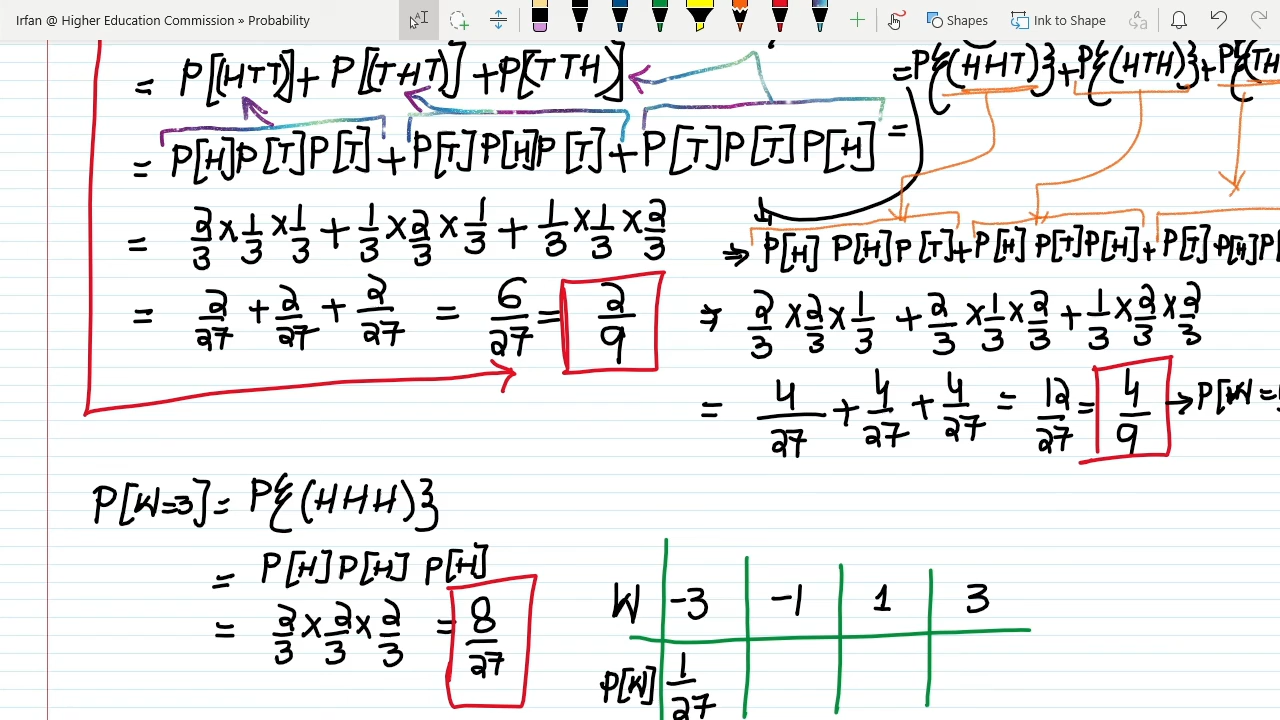 Irfan @ Higher Education Commission » Probability
Shapes
Ink to Shape
= P[(HTT)] + P[(THT)] + P[(TTH)]
= P[H]P[T]P[T] + P[T]P[H]P[T] + P[T]P[T]P[H] =
= 2/3 × 1/3 × 1/3 + 1/3 × 2/3 × 1/3 + 1/3 × 1/3 × 2/3
= 2/27 + 2/27 + 2/27 = 6/27 = 2/9
= P{(HHT)} + P{(HTH)} + P{(TH
⇒ P[H] P[H] P[T] + P[H] P[T] P[H] + P[T] P[H] P[
⇒ 2/3 × 2/3 × 1/3 + 2/3 × 1/3 × 2/3 + 1/3 × 2/3 × 2/3
= 4/27 + 4/27 + 4/27 = 12/27 = 4/9 → P[W =
P[W=3] = P{(HHH)}
= P[H] P[H] P[H]
= 2/3 × 2/3 × 2/3 = 8/27
W -3 -1 1 3
P[W] 1/27